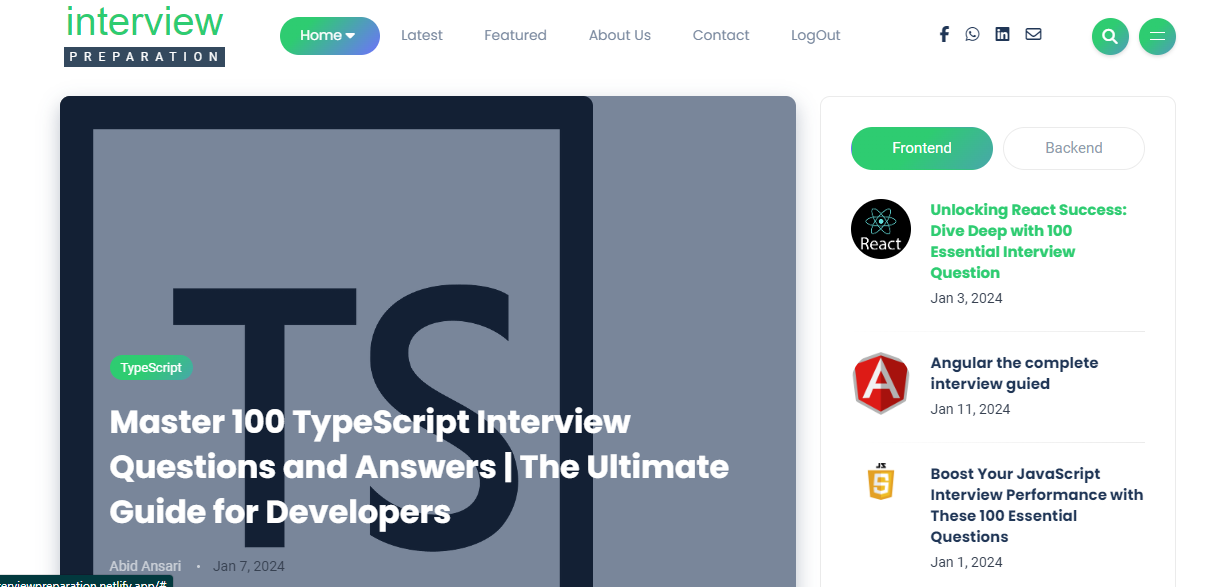 interview
PREPARATION
Home
Latest
Featured
About Us
Contact
LogOut
TS
TypeScript
Master 100 TypeScript Interview
Questions and Answers | The Ultimate
Guide for Developers
Abid Ansari • Jan 7, 2024
Frontend
Backend
React
Unlocking React Success:
Dive Deep with 100
Essential Interview
Question
Jan 3, 2024
A
Angular the complete
interview guied
Jan 11, 2024
JS
5
Boost Your JavaScript
Interview Performance with
These 100 Essential
Questions
Jan 1, 2024
erviewpreparation.netlify.app/#